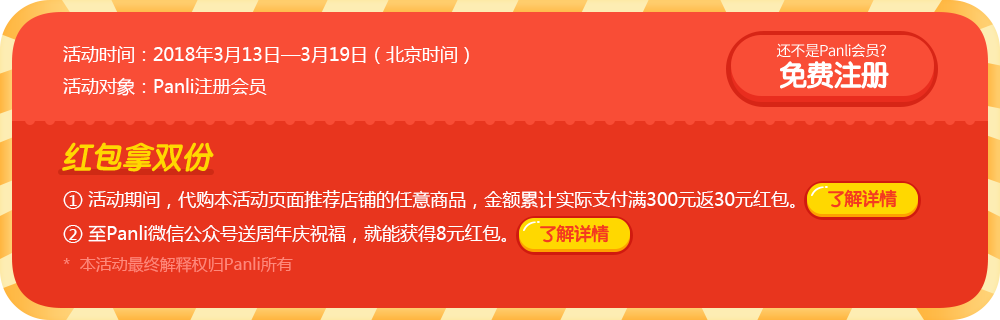 活动时间：2018年3月13日—3月19日（北京时间）
活动对象：Panli注册会员
还不是Panli会员？
免费注册
红包拿双份
① 活动期间，代购本活动页面推荐店铺的任意商品，金额累计实际支付满300元返30元红包。 了解详情
② 至Panli微信公众号送周年庆祝福，就能获得8元红包。 了解详情
* 本活动最终解释权归Panli所有